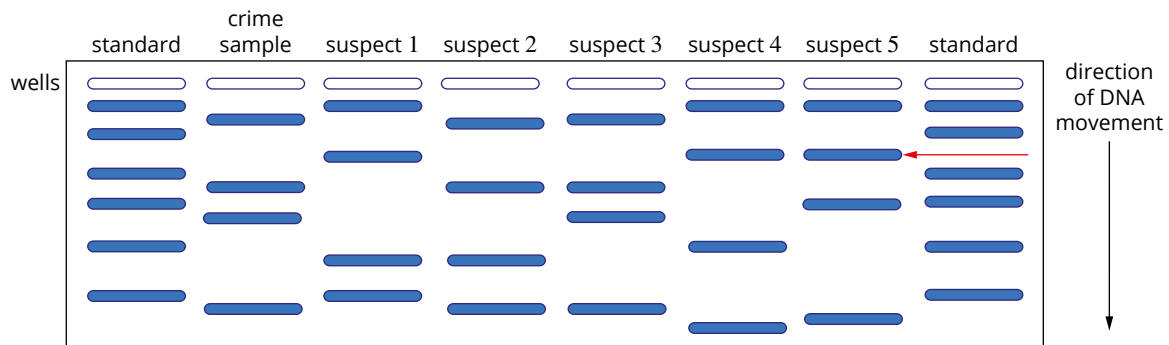 standard
crime
sample
suspect 1
suspect 2
suspect 3
suspect 4
suspect 5
standard
wells
direction
of DNA
movement